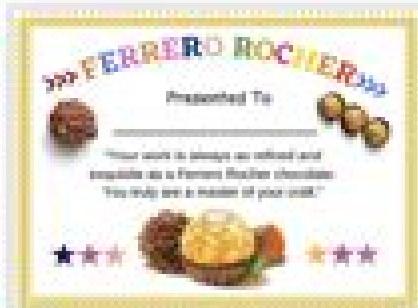 >>> FERRERO ROCHER >>>
Presented To
"Your work is always as refined and
exquisite as a Ferrero Rocher chocolate.
You truly are a master of your craft."